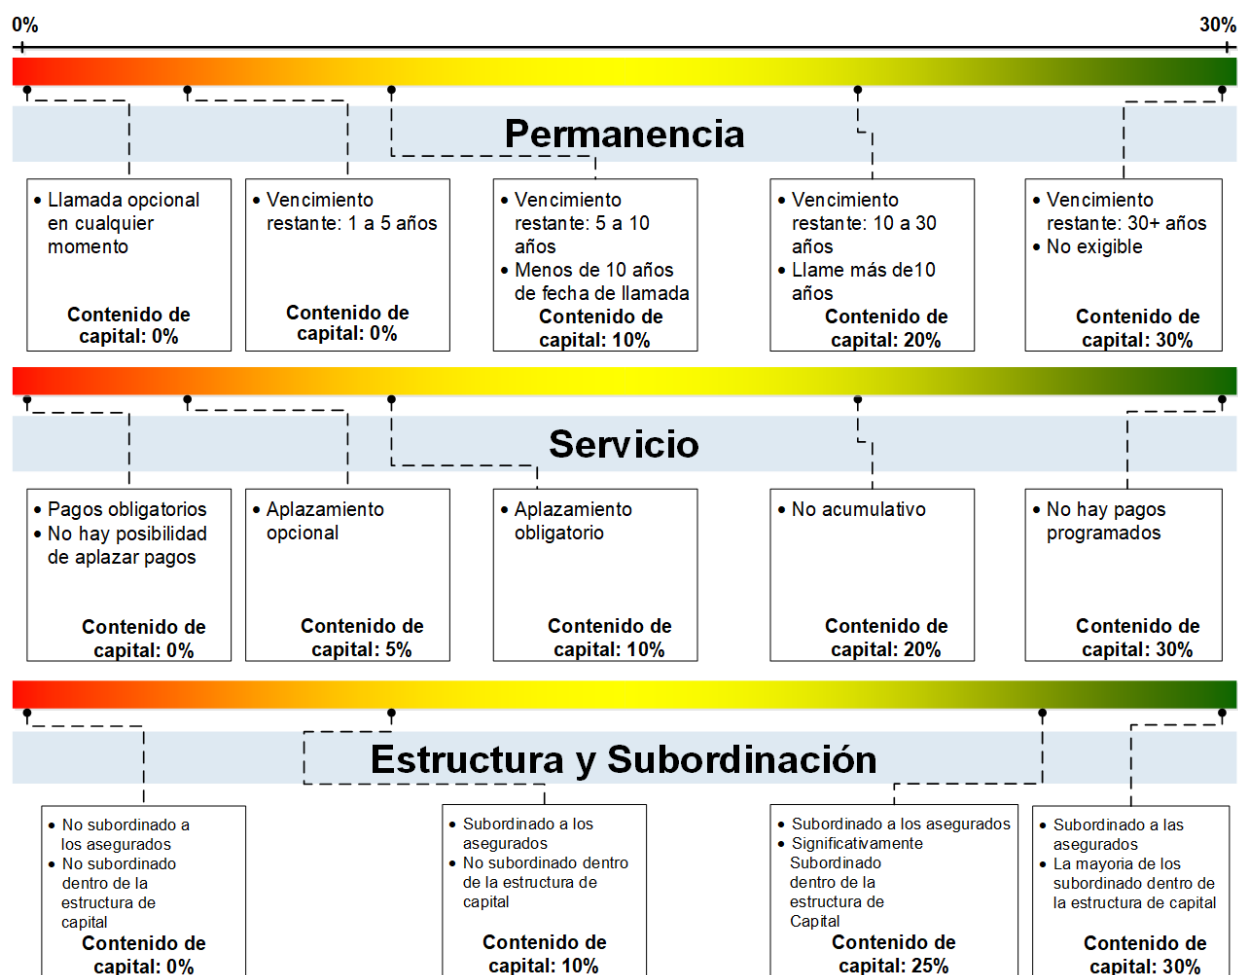 0%
30%
Permanencia
• Llamada opcional
en cualquier
momento
Contenido de
capital: 0%
• Vencimiento
restante: 1 a 5 años
Contenido de
capital: 0%
• Vencimiento
restante: 5 a 10
años
• Menos de 10 años
de fecha de llamada
Contenido de
capital: 10%
• Vencimiento
restante: 10 a 30
años
• Llame más de10
años
Contenido de
capital: 20%
• Vencimiento
restante: 30+ años
• No exigible
Contenido de
capital: 30%
Servicio
• Pagos obligatorios
• No hay posibilidad
de aplazar pagos
Contenido de
capital: 0%
• Aplazamiento
opcional
Contenido de
capital: 5%
• Aplazamiento
obligatorio
Contenido de
capital: 10%
• No acumulativo
Contenido de
capital: 20%
• No hay pagos
programados
Contenido de
capital: 30%
Estructura y Subordinación
• No subordinado a
los asegurados
• No subordinado
dentro de la
estructura de
capital
Contenido de
capital: 0%
• Subordinado a los
asegurados
• No subordinado dentro
de la estructura de
capital
Contenido de
capital: 10%
• Subordinado a los asegurados
• Significativamente
Subordinado
dentro de la
estructura de
Capital
Contenido de
capital: 25%
• Subordinado a las
asegurados
• La mayoria de los
subordinado dentro de
la estructura de capital
Contenido de
capital: 30%